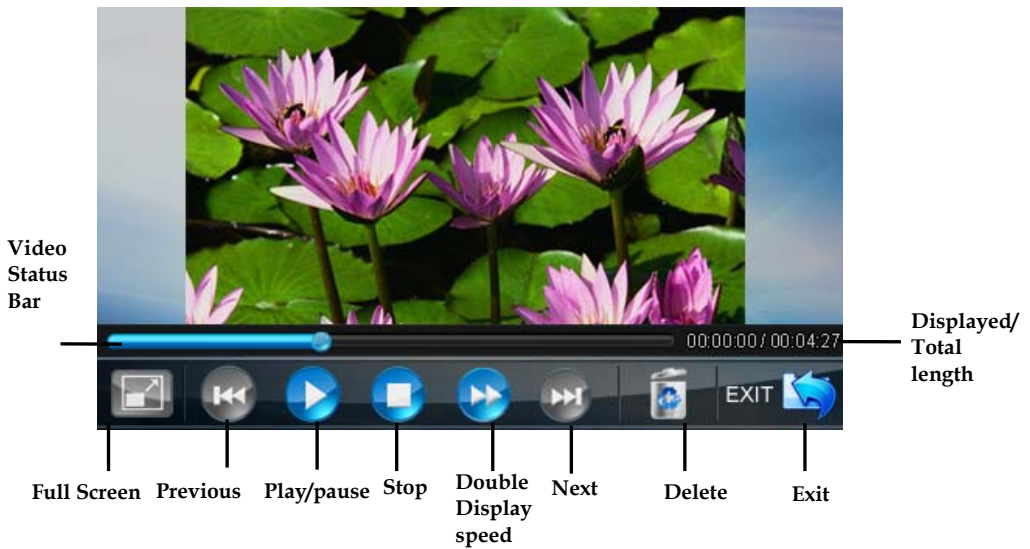 Video
Status
Bar
00:00:00 / 00:04:27
Displayed/
Total
length
EXIT
Full Screen
Previous
Play/pause
Stop
Double
Display
speed
Next
Delete
Exit